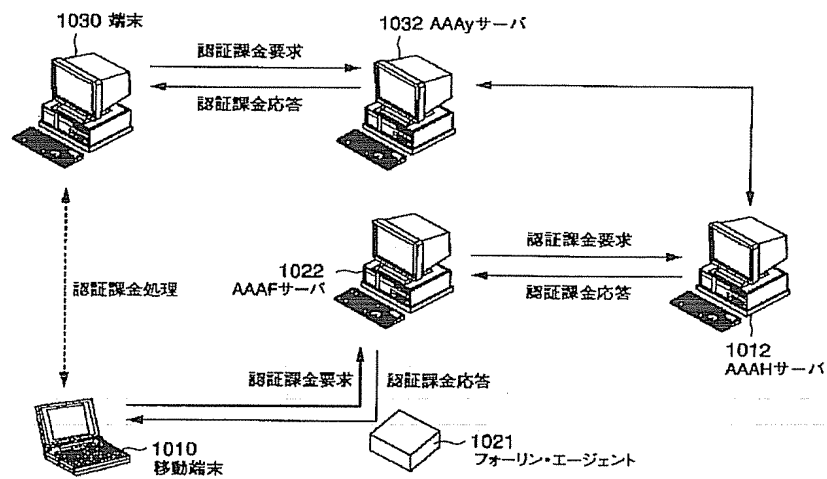 1030 端末
1032 AAAyサーバ
認証課金要求
認証課金応答
1022
AAAFサーバ
認証課金要求
認証課金応答
認証課金処理
1012
AAAHサーバ
認証課金要求
認証課金応答
1010
移動端末
1021
フォーリン・エージェント